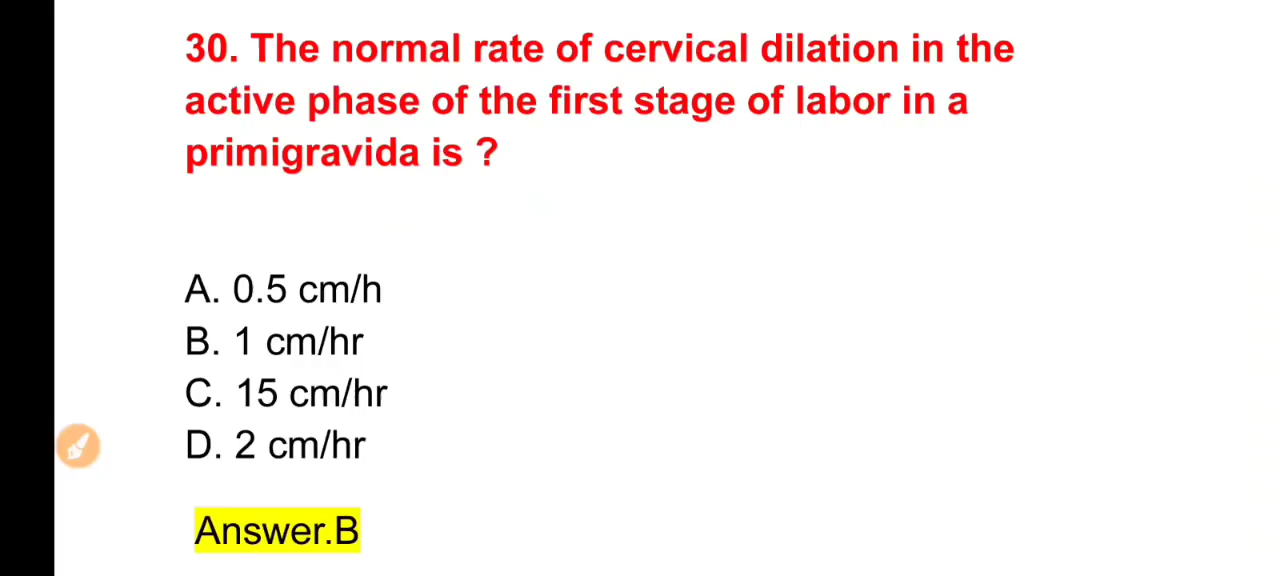 30. The normal rate of cervical dilation in the
active phase of the first stage of labor in a
primigravida is ?
A. 0.5 cm/h
B. 1 cm/hr
C. 15 cm/hr
D. 2 cm/hr
Answer.B